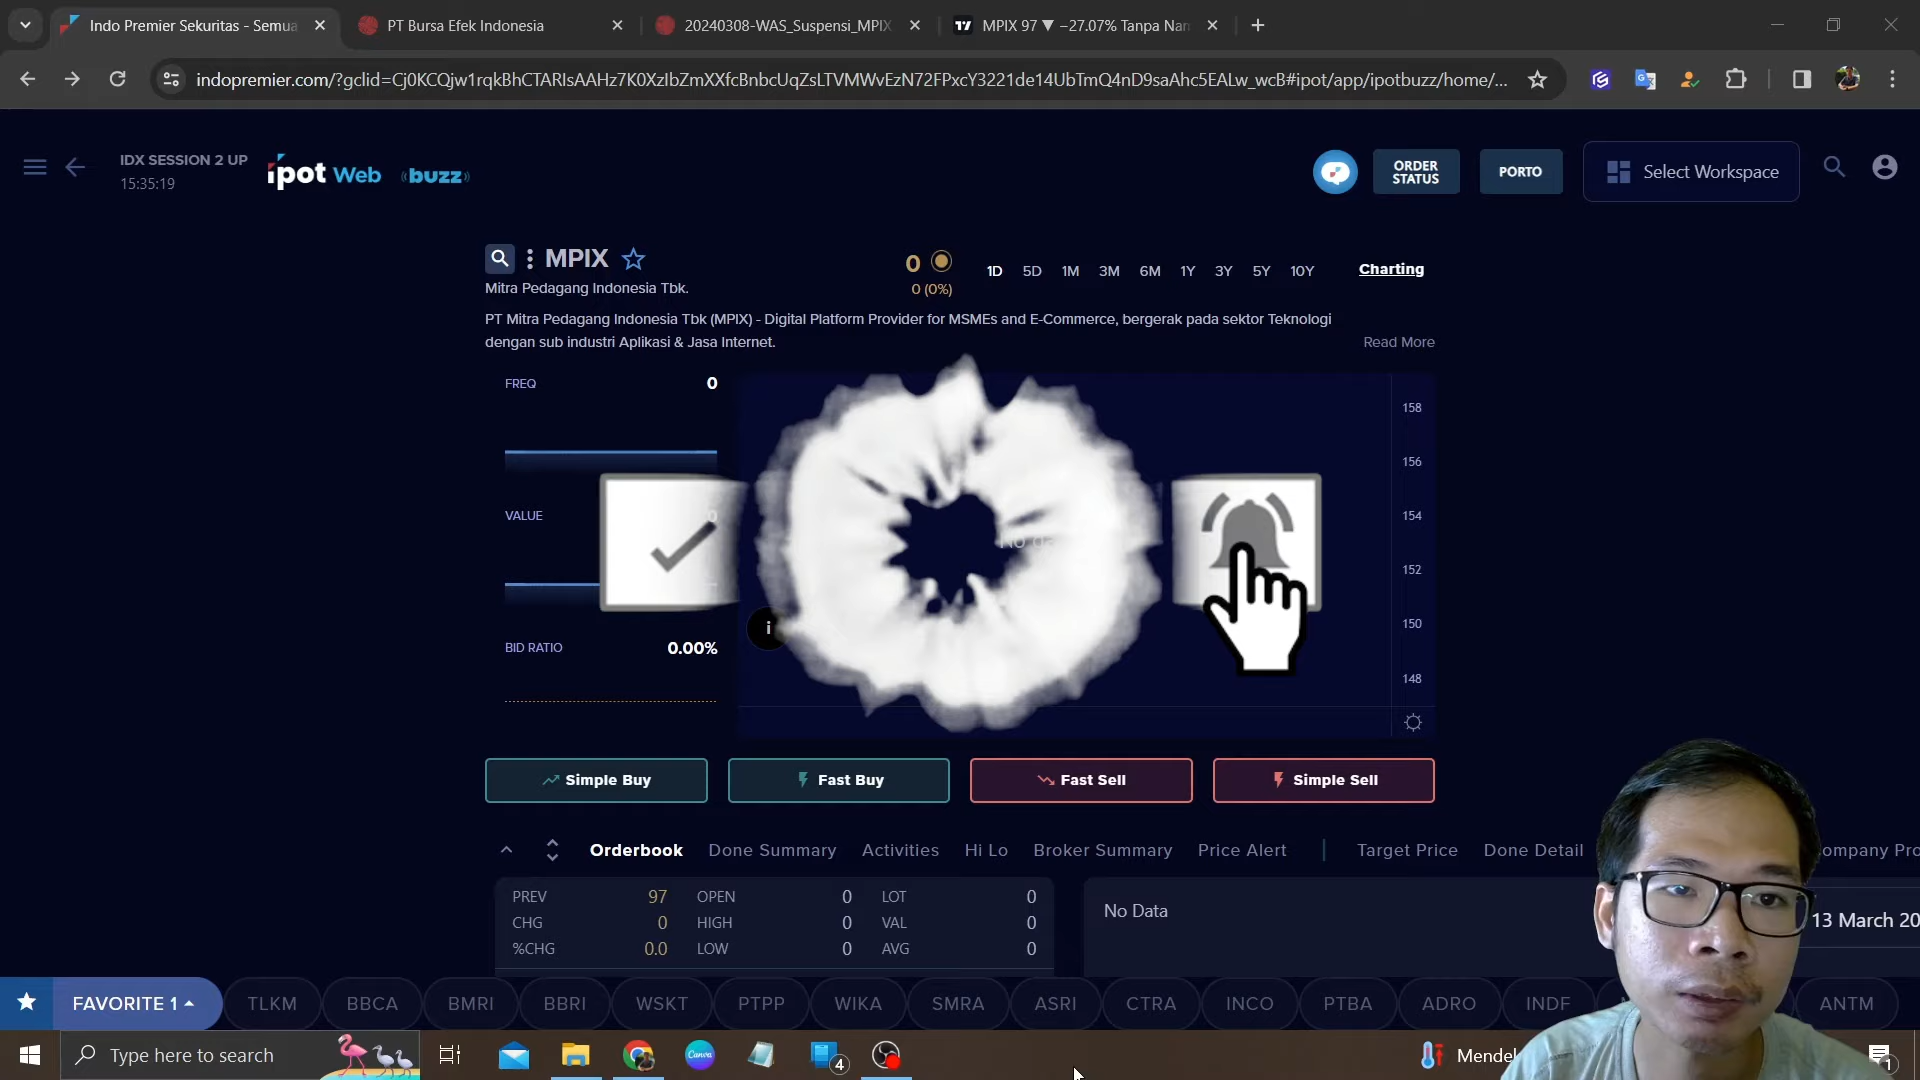 Indo Premier Sekuritas - Semua
PT Bursa Efek Indonesia
20240308-WAS_Suspensi_MPIX
MPIX 97 ▼ −27.07% Tanpa Nam
indopremier.com/?gclid=Cj0KCQjw1rqkBhCTARIsAAHz7K0XzIbZmXXfcBnbcUqZsLTVMWvEzN72FPxcY3221de14UbTmQ4nD9saAhc5EALw_wcB#ipot/app/ipotbuzz/home/...
IDX SESSION 2 UP
15:35:19
ipot Web
buzz
ORDER STATUS
PORTO
Select Workspace
MPIX
Mitra Pedagang Indonesia Tbk.
0
0 (0%)
1D 5D 1M 3M 6M 1Y 3Y 5Y 10Y
Charting
PT Mitra Pedagang Indonesia Tbk (MPIX) - Digital Platform Provider for MSMEs and E-Commerce, bergerak pada sektor Teknologi
dengan sub industri Aplikasi & Jasa Internet.
Read More
FREQ 0
VALUE
BID RATIO 0.00%
i
158
156
154
152
150
148
Simple Buy
Fast Buy
Fast Sell
Simple Sell
Orderbook Done Summary Activities Hi Lo Broker Summary Price Alert Target Price Done Detail ompany Pro
PREV 97 OPEN 0 LOT 0
CHG 0 HIGH 0 VAL 0
%CHG 0.0 LOW 0 AVG 0
No Data
13 March 20
FAVORITE 1 TLKM BBCA BMRI BBRI WSKT PTPP WIKA SMRA ASRI CTRA INCO PTBA ADRO INDF ANTM
Type here to search
Canva
4
Mendel
1